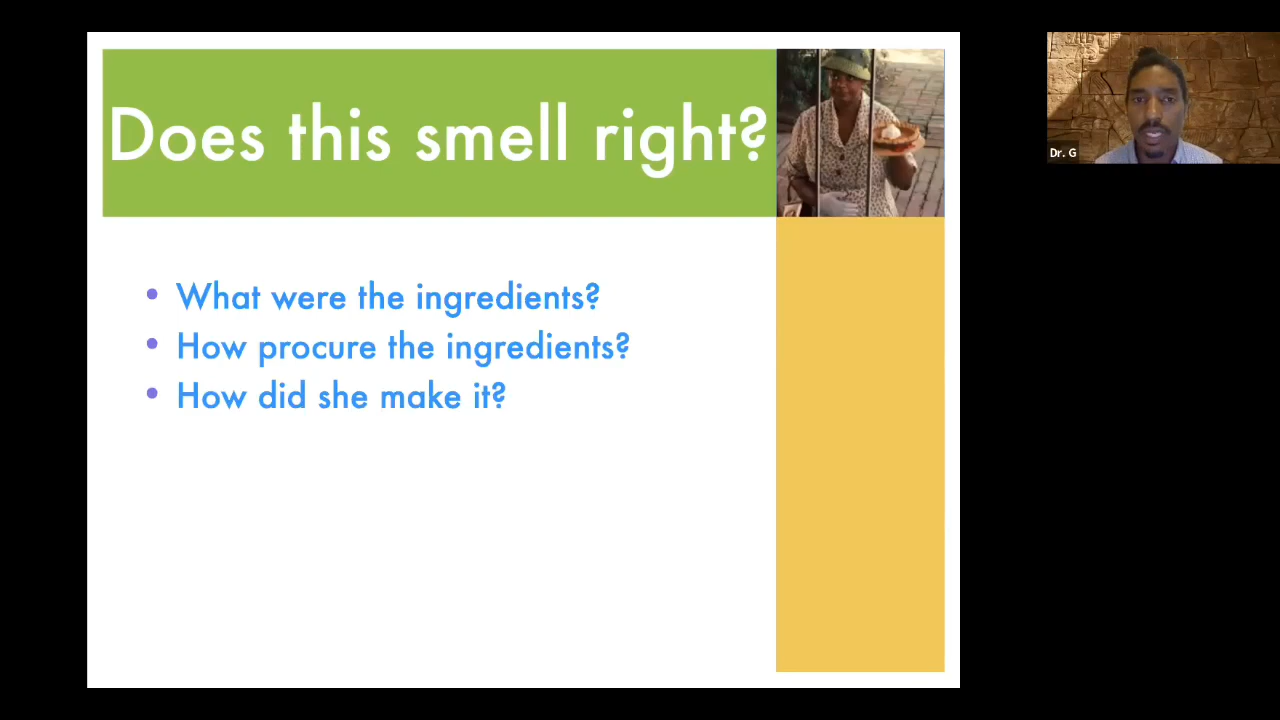 Does this smell right?
• What were the ingredients?
• How procure the ingredients?
• How did she make it?
Dr. G